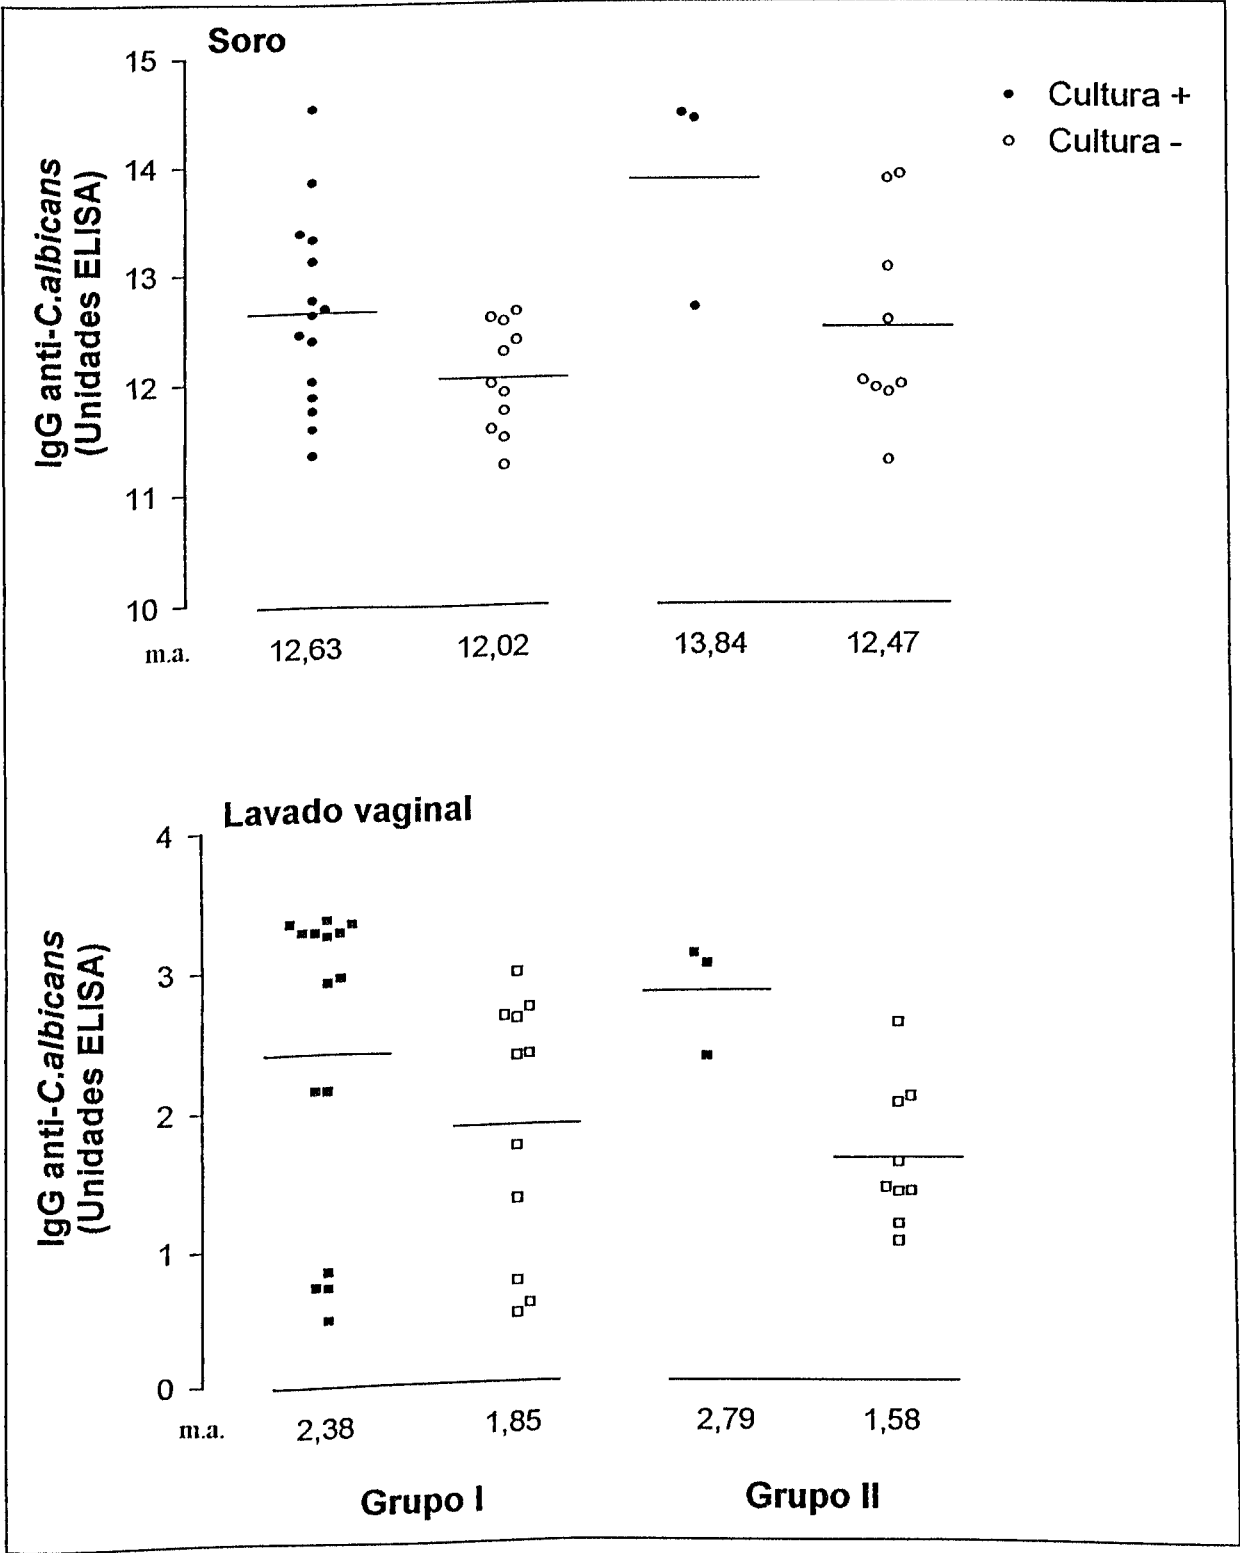 Soro
15
14
13
12
11
10
IgG anti-C.albicans
(Unidades ELISA)
Cultura +
Cultura -
m.a. 12,63 12,02 13,84 12,47
Lavado vaginal
4
3
2
1
0
IgG anti-C.albicans
(Unidades ELISA)
m.a. 2,38 1,85 2,79 1,58
Grupo I Grupo II